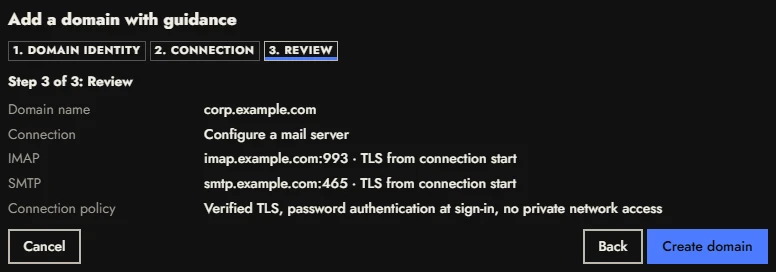 Add a domain with guidance
1. DOMAIN IDENTITY 2. CONNECTION 3. REVIEW
Step 3 of 3: Review
Domain name corp.example.com
Connection Configure a mail server
IMAP imap.example.com:993 · TLS from connection start
SMTP smtp.example.com:465 · TLS from connection start
Connection policy Verified TLS, password authentication at sign-in, no private network access
Cancel Back Create domain